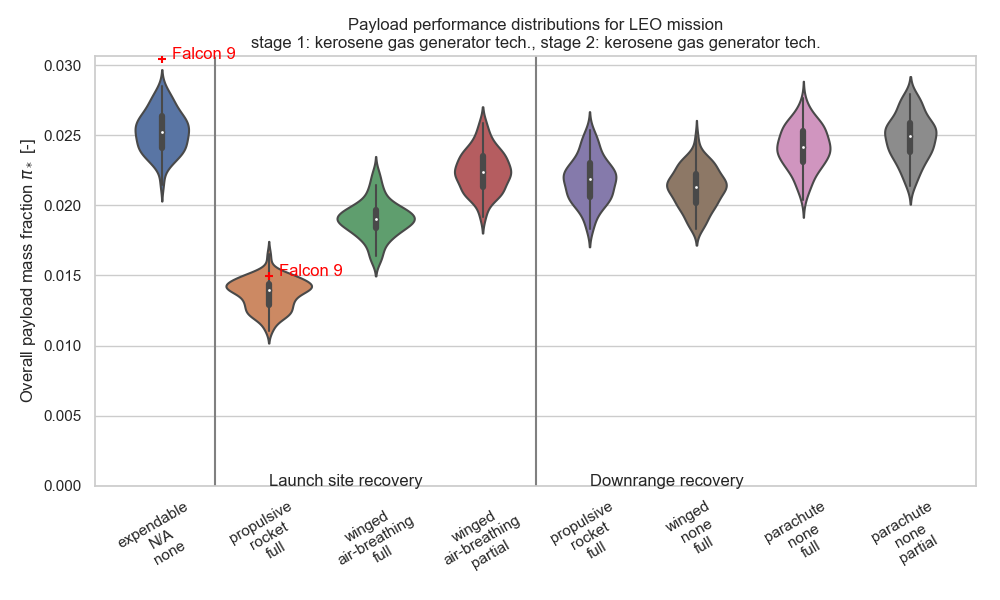 Payload performance distributions for LEO mission
stage 1: kerosene gas generator tech., stage 2: kerosene gas generator tech.
Overall payload mass fraction π* [-]
0.030
0.025
0.020
0.015
0.010
0.005
0.000
Falcon 9
Falcon 9
Launch site recovery
Downrange recovery
expendable
N/A
none
propulsive
rocket
full
winged
air-breathing
full
winged
air-breathing
partial
propulsive
rocket
full
winged
none
full
parachute
none
full
parachute
none
partial